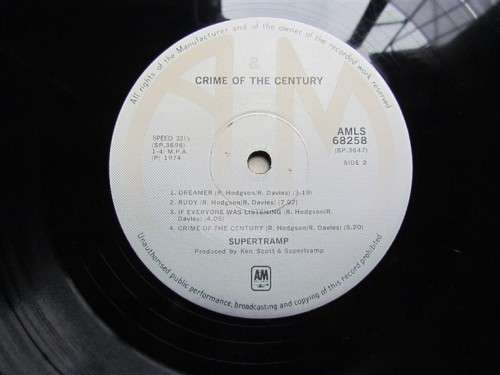 All rights of the Manufacturer and of the owner of the recorded work reserved
A&M
CRIME OF THE CENTURY
SPEED 33⅓
(SP.3696)
1-4: M.P.A.
(P) 1974
AMLS
68258
(SP.3647)
SIDE 2
1. DREAMER (R. Hodgson/R. Davies) (3.19)
2. RUDY (R. Hodgson/R. Davies) (7.07)
3. IF EVERYONE WAS LISTENING (R. Hodgson/R.
Davies) (4.05)
4. CRIME OF THE CENTURY (R. Hodgson/R. Davies) (5.20)
SUPERTRAMP
Produced by Ken Scott & Supertramp
A&M
Unauthorised public performance, broadcasting and copying of this record prohibited